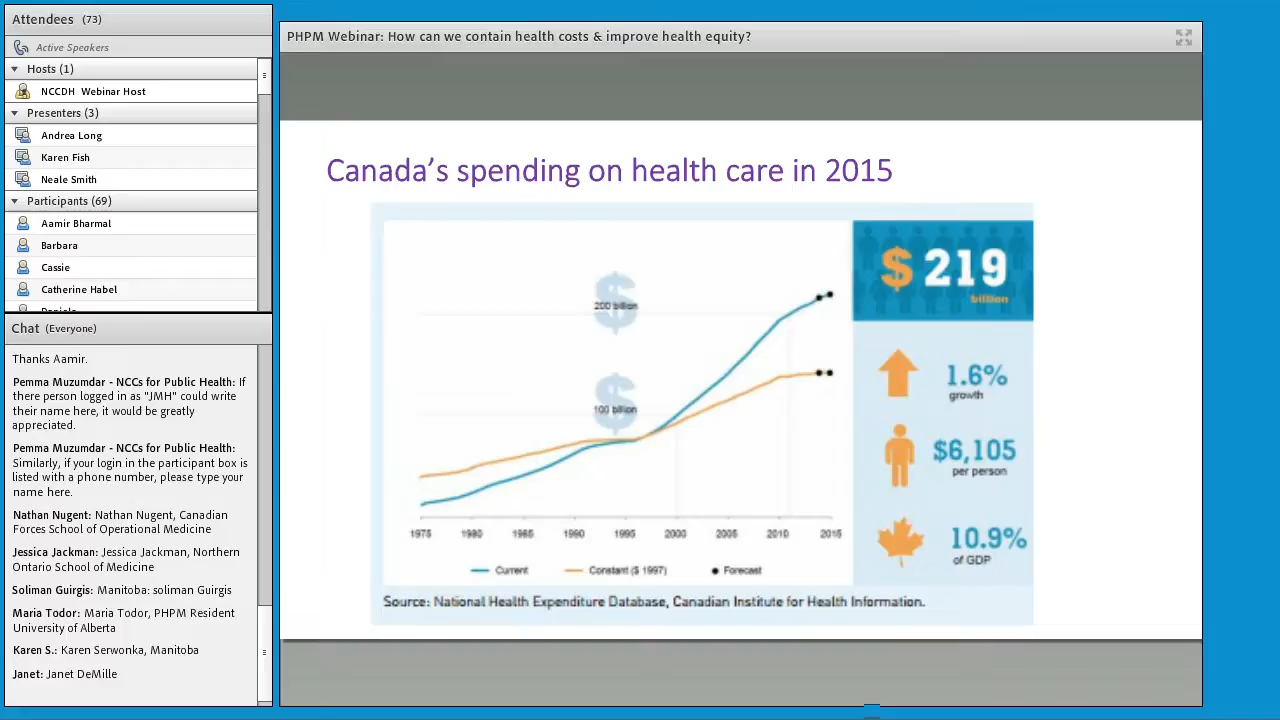 Attendees (73)
Active Speakers
Hosts (1)
NCCDH Webinar Host
Presenters (3)
Andrea Long
Karen Fish
Neale Smith
Participants (69)
Aamir Bharmal
Barbara
Cassie
Catherine Habel
Chat (Everyone)
Thanks Aamir.
Pemma Muzumdar - NCCs for Public Health: If
there person logged in as "JMH" could write
their name here, it would be greatly
appreciated.
Pemma Muzumdar - NCCs for Public Health:
Similarly, if your login in the participant box is
listed with a phone number, please type your
name here.
Nathan Nugent: Nathan Nugent, Canadian
Forces School of Operational Medicine
Jessica Jackman: Jessica Jackman, Northern
Ontario School of Medicine
Soliman Guirgis: Manitoba: soliman Guirgis
Maria Todor: Maria Todor, PHPM Resident
University of Alberta
Karen S.: Karen Serwonka, Manitoba
Janet: Janet DeMille
PHPM Webinar: How can we contain health costs & improve health equity?
Canada's spending on health care in 2015
$
200 billion
$
100 billion
1975 1980 1985 1990 1995 2000 2005 2010 2015
Current Constant ($ 1997) Forecast
$ 219
billion
1.6%
growth
$6,105
per person
10.9%
of GDP
Source: National Health Expenditure Database, Canadian Institute for Health Information.